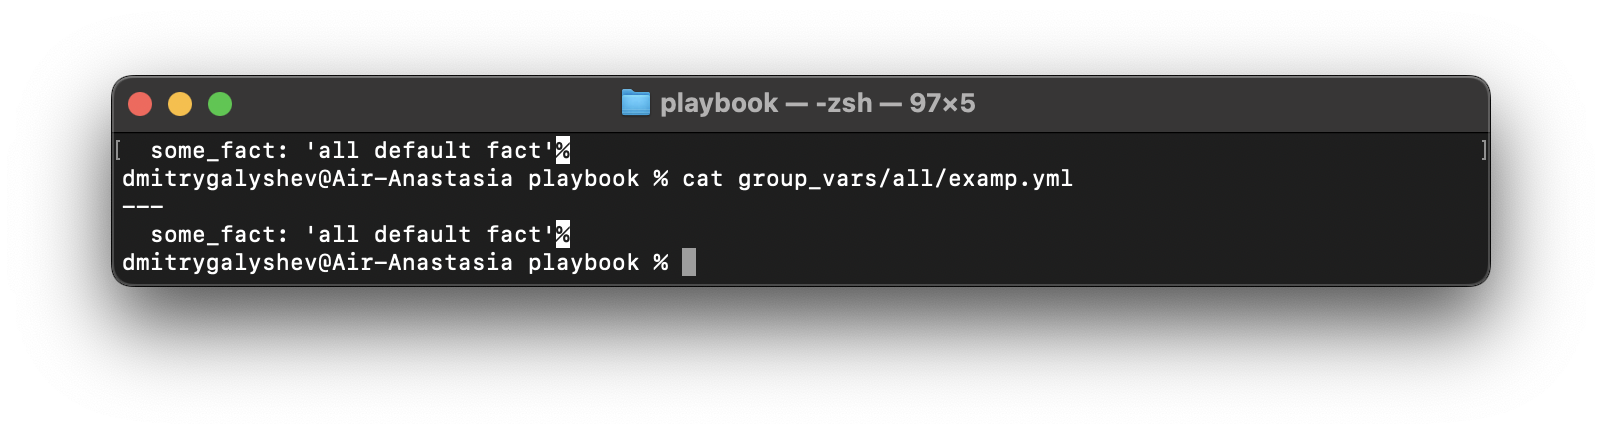 playbook — -zsh — 97×5
[  some_fact: 'all default fact'% ]
dmitrygalyshev@Air-Anastasia playbook % cat group_vars/all/examp.yml
---
  some_fact: 'all default fact'%
dmitrygalyshev@Air-Anastasia playbook %